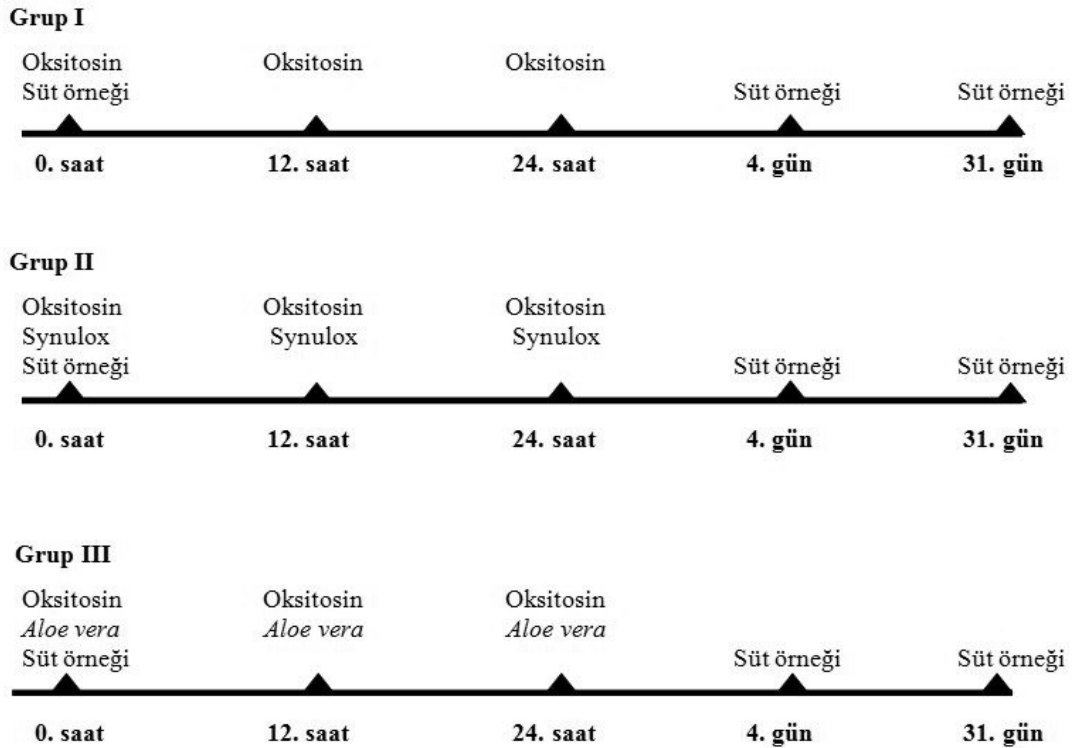 Grup I
Oksitosin Oksitosin Oksitosin
Süt örneği Süt örneği Süt örneği
0. saat 12. saat 24. saat 4. gün 31. gün
Grup II
Oksitosin Oksitosin Oksitosin
Synulox Synulox Synulox
Süt örneği Süt örneği Süt örneği
0. saat 12. saat 24. saat 4. gün 31. gün
Grup III
Oksitosin Oksitosin Oksitosin
Aloe vera Aloe vera Aloe vera
Süt örneği Süt örneği Süt örneği
0. saat 12. saat 24. saat 4. gün 31. gün